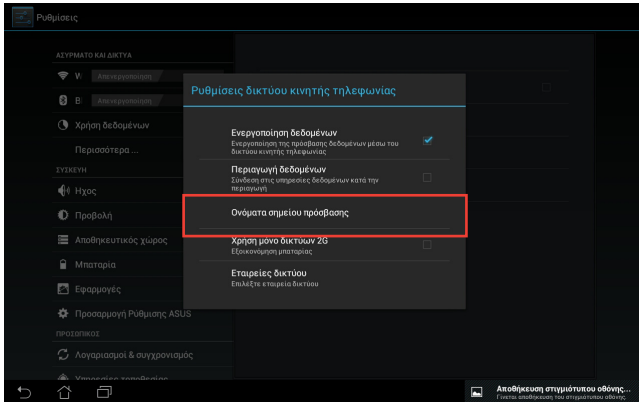 Ρυθμίσεις
ΑΣΥΡΜΑΤΟ ΚΑΙ ΔΙΚΤΥΑ
W Απενεργοποίηση
B Απενεργοποίηση
Χρήση δεδομένων
Περισσότερα ...
ΣΥΣΚΕΥΗ
Ήχος
Προβολή
Αποθηκευτικός χώρος
Μπαταρία
Εφαρμογές
Προσαρμογή Ρύθμισης ASUS
ΠΡΟΣΩΠΙΚΟΣ
Λογαριασμοί & συγχρονισμός
Υπηρεσίες τοποθεσίας
Ρυθμίσεις δικτύου κινητής τηλεφωνίας
Ενεργοποίηση δεδομένων
Ενεργοποίηση της πρόσβασης δεδομένων μέσω του
δικτύου κινητής τηλεφωνίας
Περιαγωγή δεδομένων
Σύνδεση στις υπηρεσίες δεδομένων κατά την
περιαγωγή
Ονόματα σημείου πρόσβασης
Χρήση μόνο δικτύων 2G
Εξοικονόμηση μπαταρίας
Εταιρείες δικτύου
Επιλέξτε εταιρεία δικτύου
Αποθήκευση στιγμιότυπου οθόνης...
Γίνεται αποθήκευση του στιγμιότυπου οθόνης.